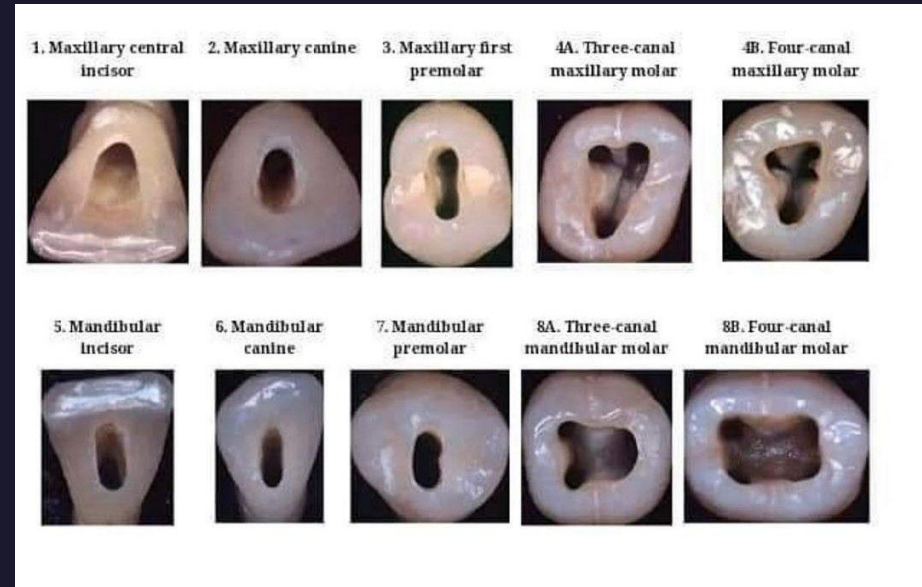 1. Maxillary central
incisor
2. Maxillary canine
3. Maxillary first
premolar
4A. Three-canal
maxillary molar
4B. Four-canal
maxillary molar
5. Mandibular
incisor
6. Mandibular
canine
7. Mandibular
premolar
8A. Three-canal
mandibular molar
8B. Four-canal
mandibular molar